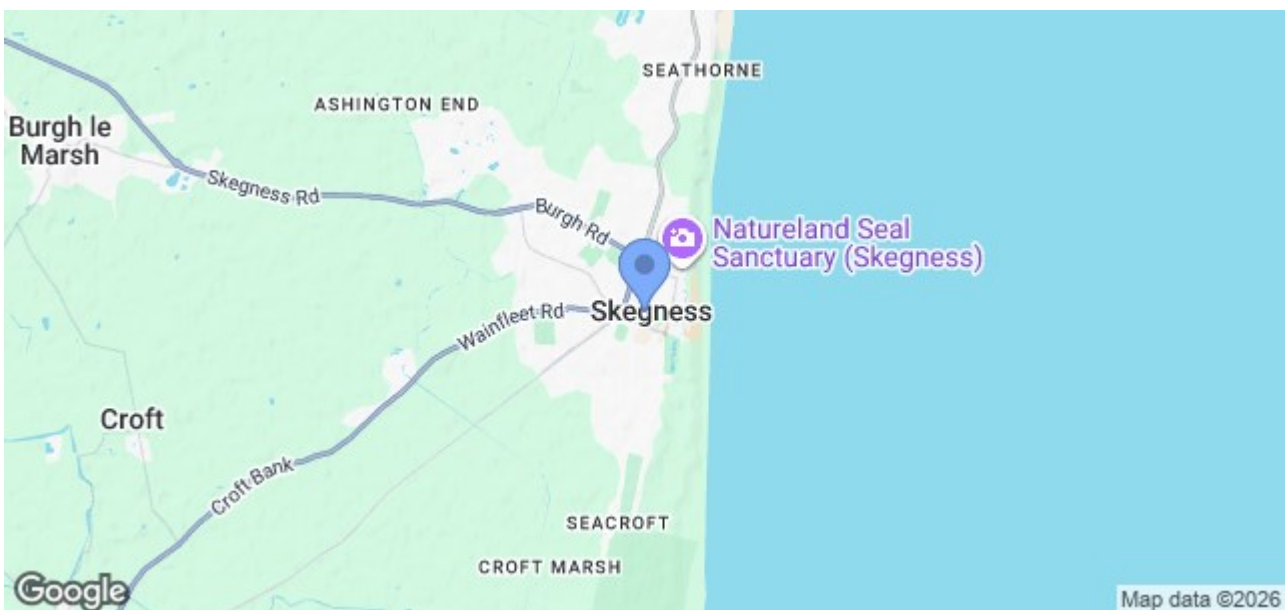 SEATHORNE
ASHINGTON END
Burgh le
Marsh
Skegness Rd
Burgh Rd
Natureland Seal
Sanctuary (Skegness)
Skegness
Wainfleet Rd
Croft
Croft Bank
SEACROFT
CROFT MARSH
Google
Map data ©2026